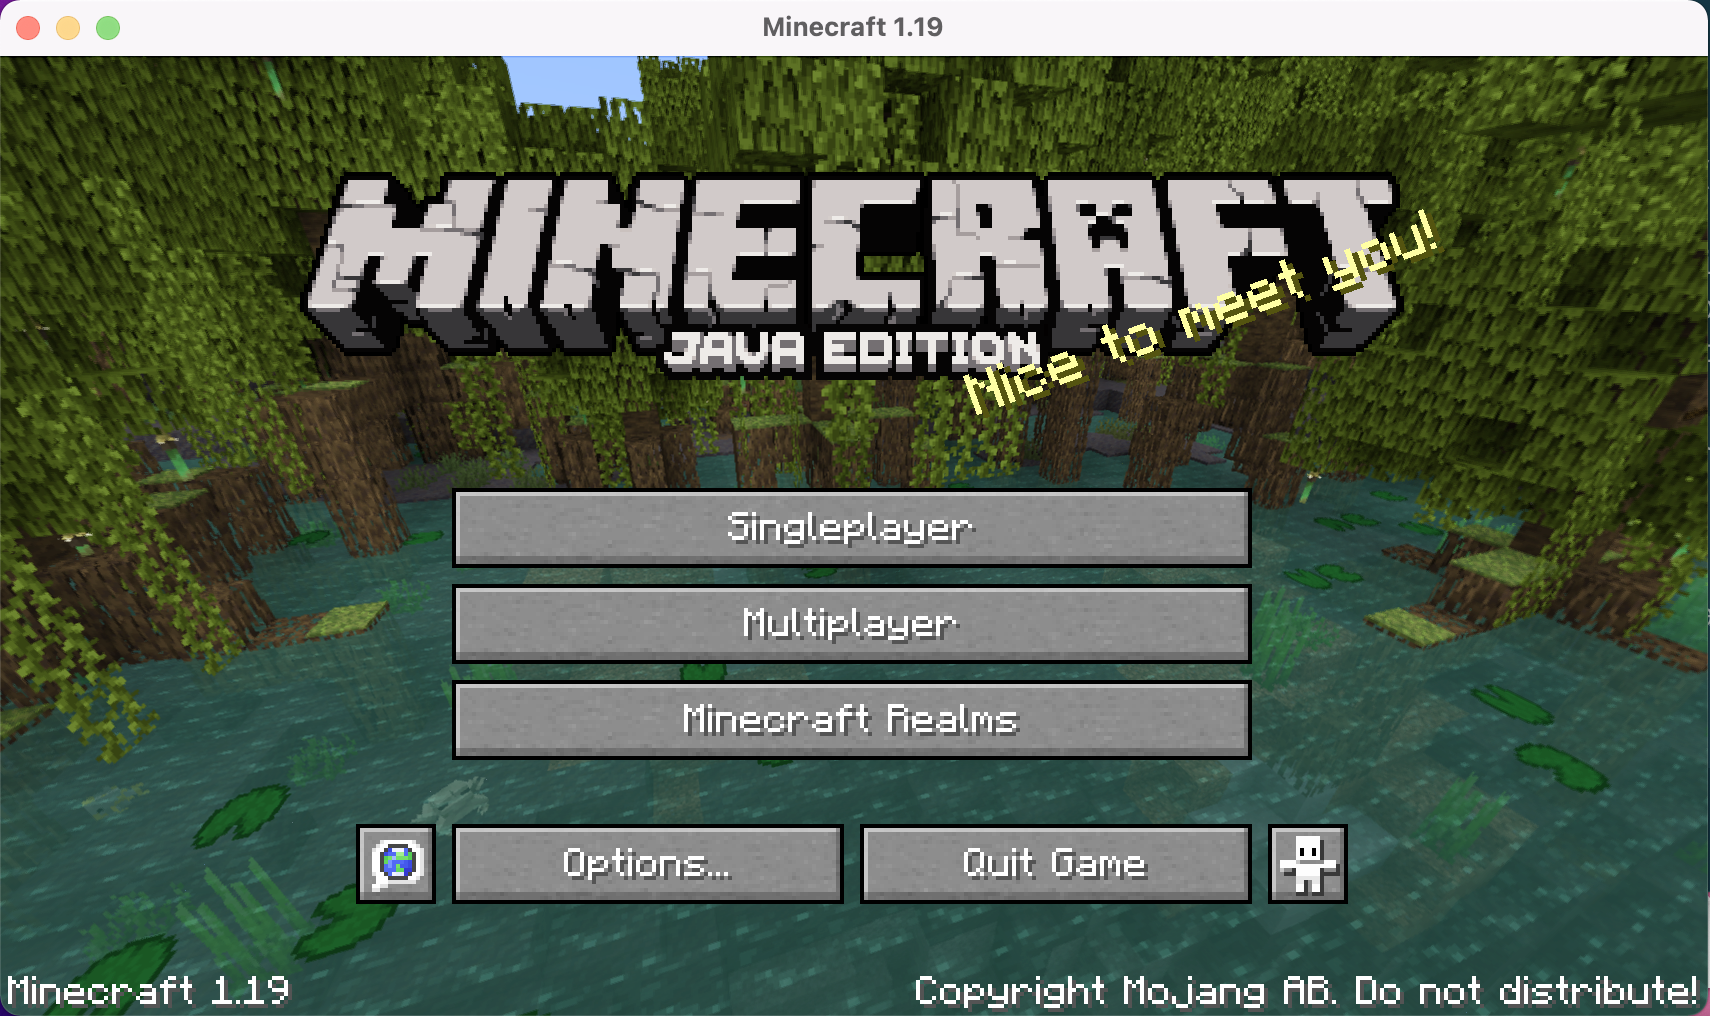 Minecraft 1.19
MINECRAFT
JAVA EDITION
Nice to meet you!
Singleplayer
Multiplayer
Minecraft Realms
Options...
Quit Game
Minecraft 1.19
Copyright Mojang AB. Do not distribute!